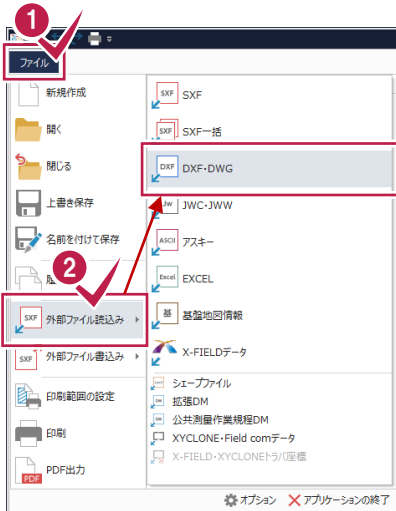 1
ファイル
新規作成
開く
閉じる
上書き保存
名前を付けて保存
2
外部ファイル読込み
外部ファイル書込み
印刷範囲の設定
印刷
PDF出力
SXF
SXF一括
DXF・DWG
JWC・JWW
アスキー
EXCEL
基盤地図情報
X-FIELDデータ
シェープファイル
拡張DM
公共測量作業規程DM
XYCLONE・Field comデータ
X-FIELD・XYCLONEトラバ座標
オプション
アプリケーションの終了